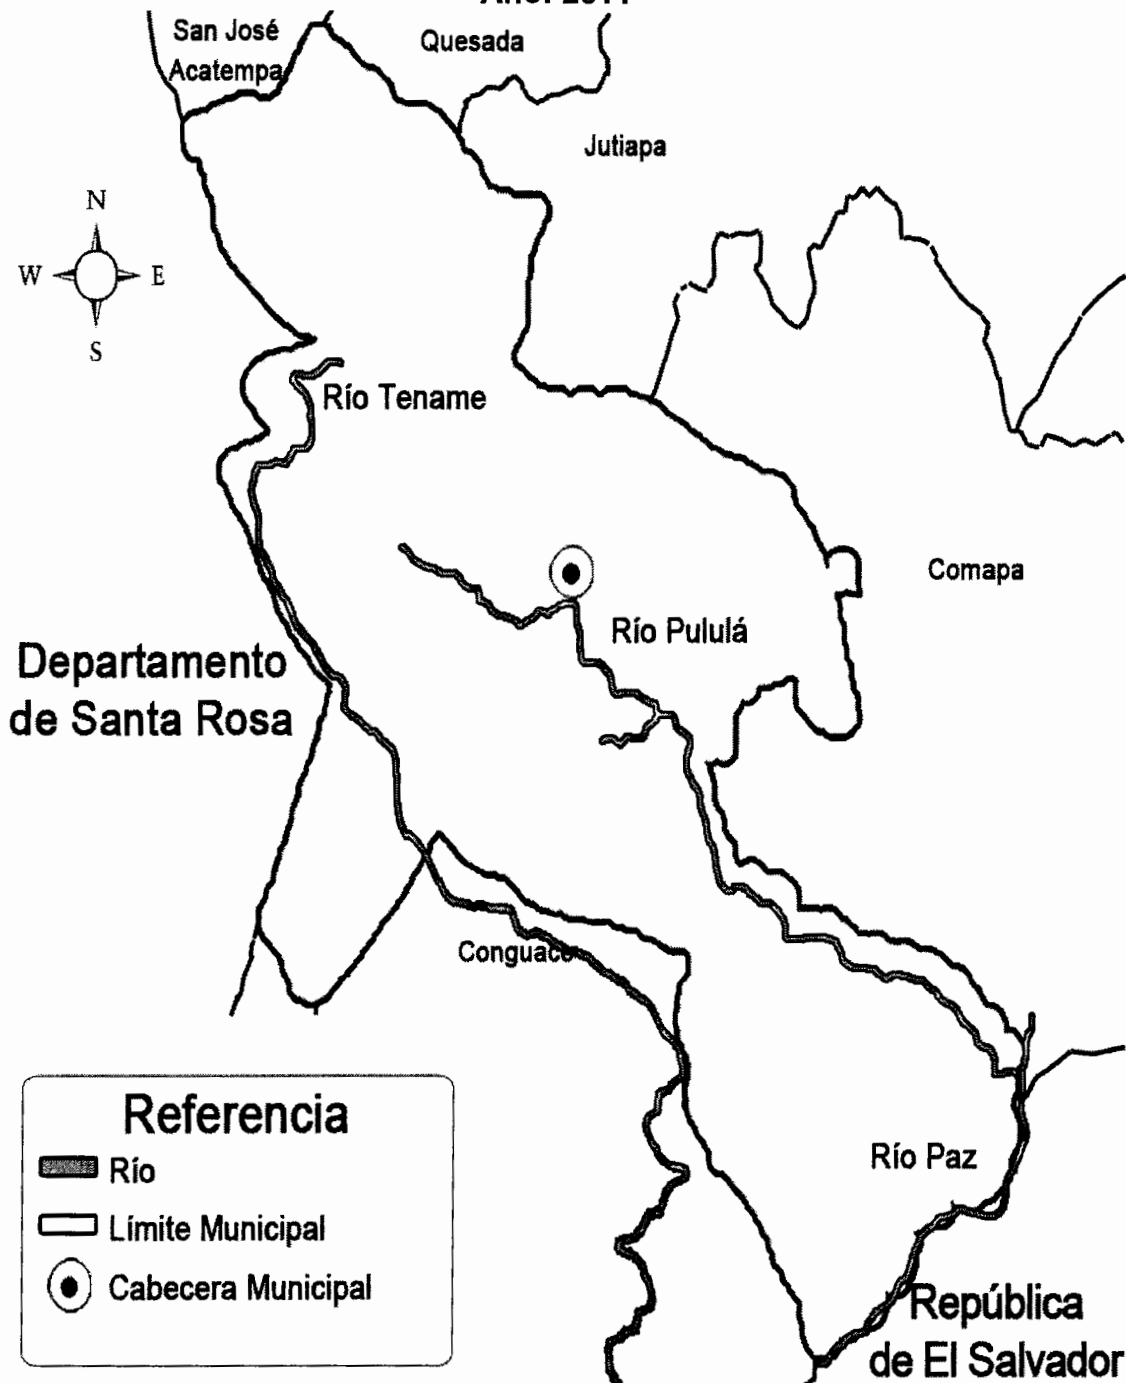 San José
Acatempa
Quesada
Jutiapa
N
W
E
S
Río Tename
Comapa
Río Pululá
Departamento
de Santa Rosa
Conguaco
Referencia
Río
Límite Municipal
Cabecera Municipal
Río Paz
República
de El Salvador